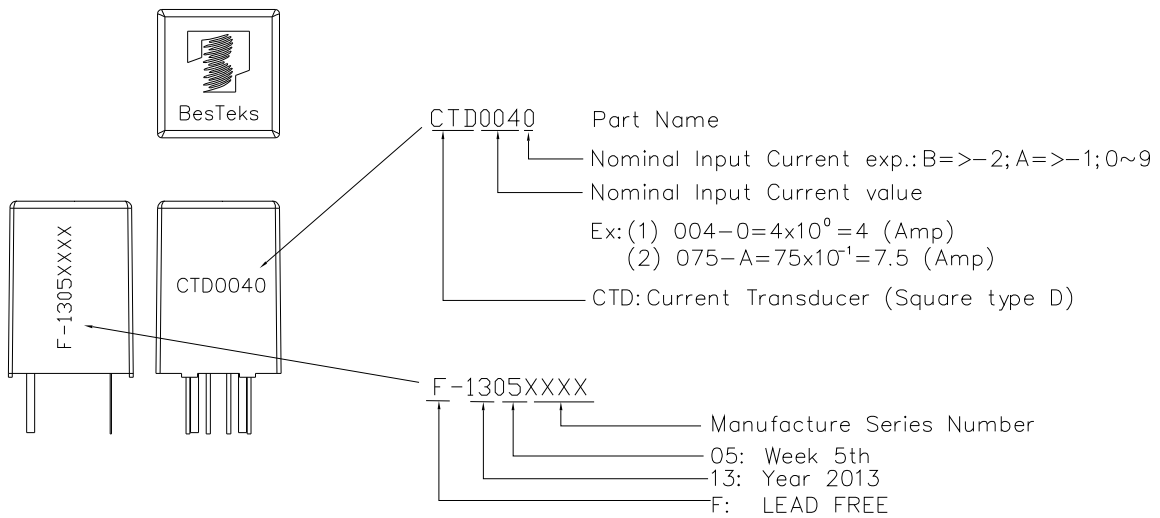 BesTeks
CTD0040 Part Name
Nominal Input Current exp.: B=>-2; A=>-1; 0~9
Nominal Input Current value
Ex: (1) 004-0=4x10⁰=4 (Amp)
(2) 075-A=75x10⁻¹=7.5 (Amp)
CTD: Current Transducer (Square type D)
F-1305XXXX
CTD0040
F-1305XXXX
Manufacture Series Number
05: Week 5th
13: Year 2013
F: LEAD FREE